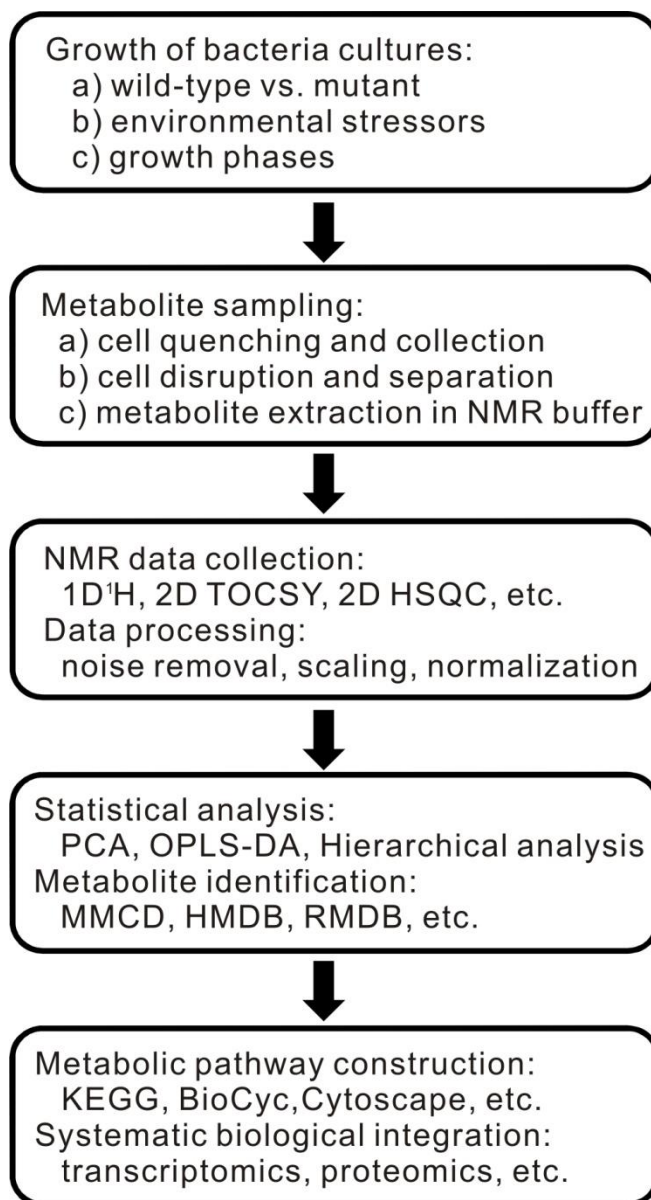 Growth of bacteria cultures:
a) wild-type vs. mutant
b) environmental stressors
c) growth phases
Metabolite sampling:
a) cell quenching and collection
b) cell disruption and separation
c) metabolite extraction in NMR buffer
NMR data collection:
1D¹H, 2D TOCSY, 2D HSQC, etc.
Data processing:
noise removal, scaling, normalization
Statistical analysis:
PCA, OPLS-DA, Hierarchical analysis
Metabolite identification:
MMCD, HMDB, RMDB, etc.
Metabolic pathway construction:
KEGG, BioCyc,Cytoscape, etc.
Systematic biological integration:
transcriptomics, proteomics, etc.